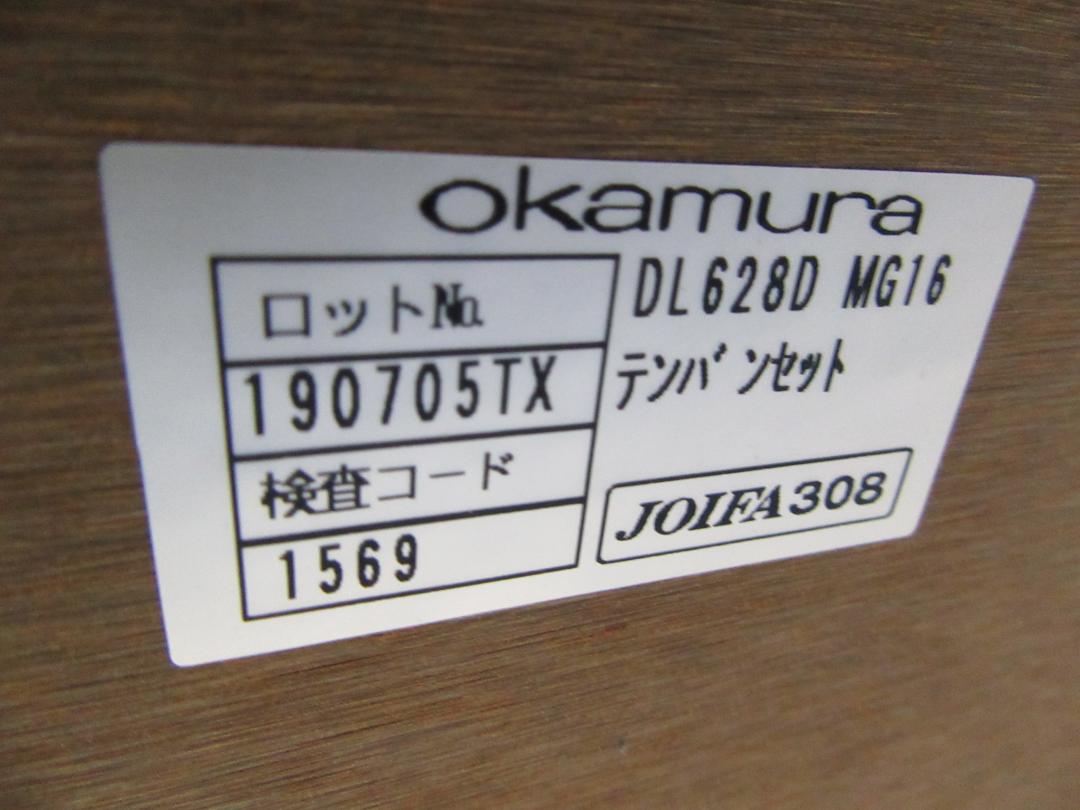 okamura
ロットNo.
190705TX
検査コード
1569
DL628D MG16
テンバンセット
JOIFA308